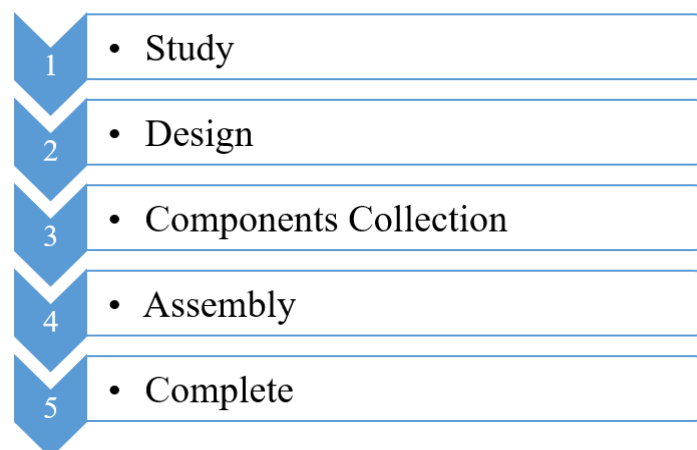 1 • Study
2 • Design
3 • Components Collection
4 • Assembly
5 • Complete